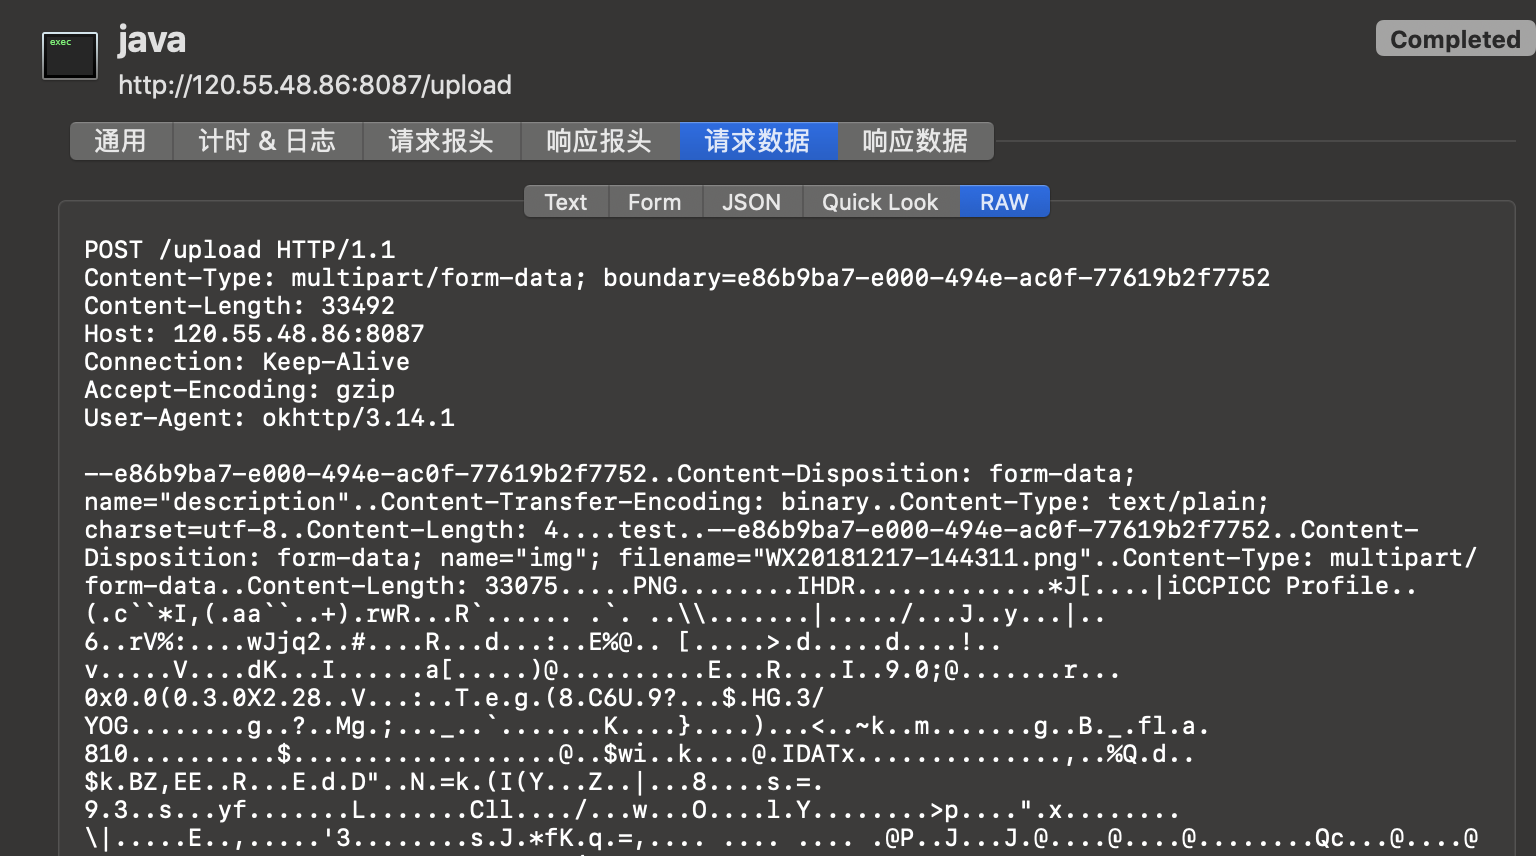 exec
java
Completed
http://120.55.48.86:8087/upload
通用 计时 & 日志 请求报头 响应报头 请求数据 响应数据
Text Form JSON Quick Look RAW
POST /upload HTTP/1.1
Content-Type: multipart/form-data; boundary=e86b9ba7-e000-494e-ac0f-77619b2f7752
Content-Length: 33492
Host: 120.55.48.86:8087
Connection: Keep-Alive
Accept-Encoding: gzip
User-Agent: okhttp/3.14.1
--e86b9ba7-e000-494e-ac0f-77619b2f7752..Content-Disposition: form-data;
name="description"..Content-Transfer-Encoding: binary..Content-Type: text/plain;
charset=utf-8..Content-Length: 4....test..--e86b9ba7-e000-494e-ac0f-77619b2f7752..Content-
Disposition: form-data; name="img"; filename="WX20181217-144311.png"..Content-Type: multipart/
form-data..Content-Length: 33075.....PNG........IHDR.............*J[....|iCCPICC Profile..
(.c``*I,(.aa``..+).rwR...R`...... .`. ..\\.......|...../...J..y...|..
6..rV%:....wJjq2..#....R...d...:..E%@.. [.....>.d.....d....!..
v.....V....dK...I......a[.....)@..........E...R....I..9.0;@.......r...
0x0.0(0.3.0X2.28..V...:..T.e.g.(8.C6U.9?...$.HG.3/
YOG........g..?..Mg.;..._..`.......K....}....)...<..~k..m.......g..B._.fl.a.
810..........$..................@..$wi..k....@.IDATx..............,..%Q.d..
$k.BZ,EE..R...E.d.D"..N.=k.(I(Y...Z..|...8....s.=.
9.3..s...yf.......L.......Cll..../...w...O....l.Y........>p....".x........
\|.....E..,.....'3........s.J.*fK.q.=,.... .... .... .@P..J...J.@....@....@........Qc...@....@